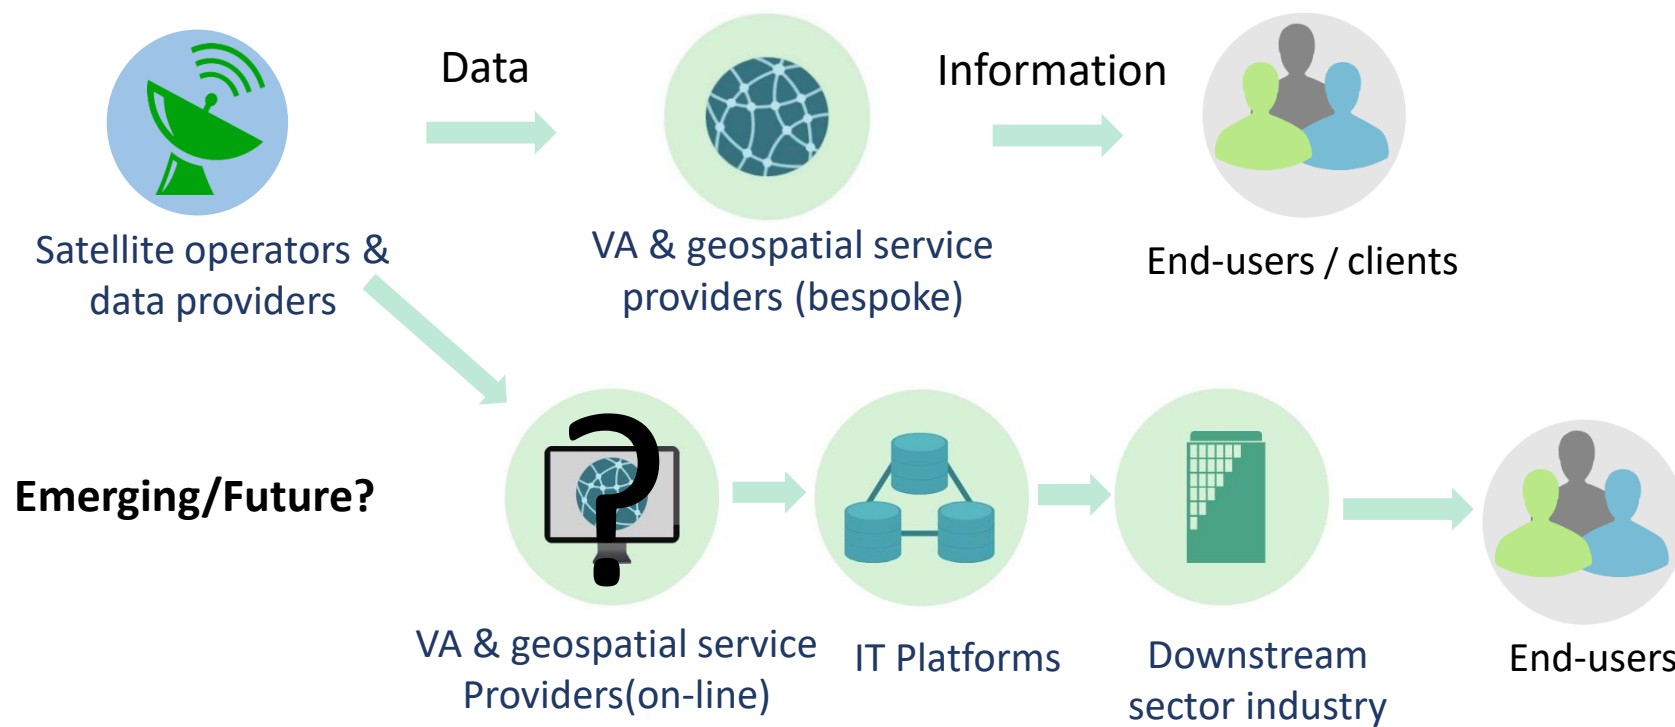 Data
Information
Satellite operators &
data providers
VA & geospatial service
providers (bespoke)
End-users / clients
Emerging/Future?
?
VA & geospatial service
Providers(on-line)
IT Platforms
Downstream
sector industry
End-users